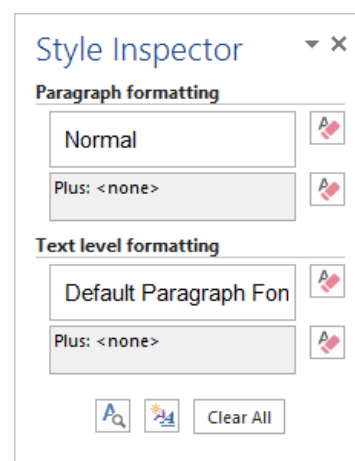 Style Inspector
Paragraph formatting
Normal
Plus: <none>
Text level formatting
Default Paragraph Fon
Plus: <none>
Clear All